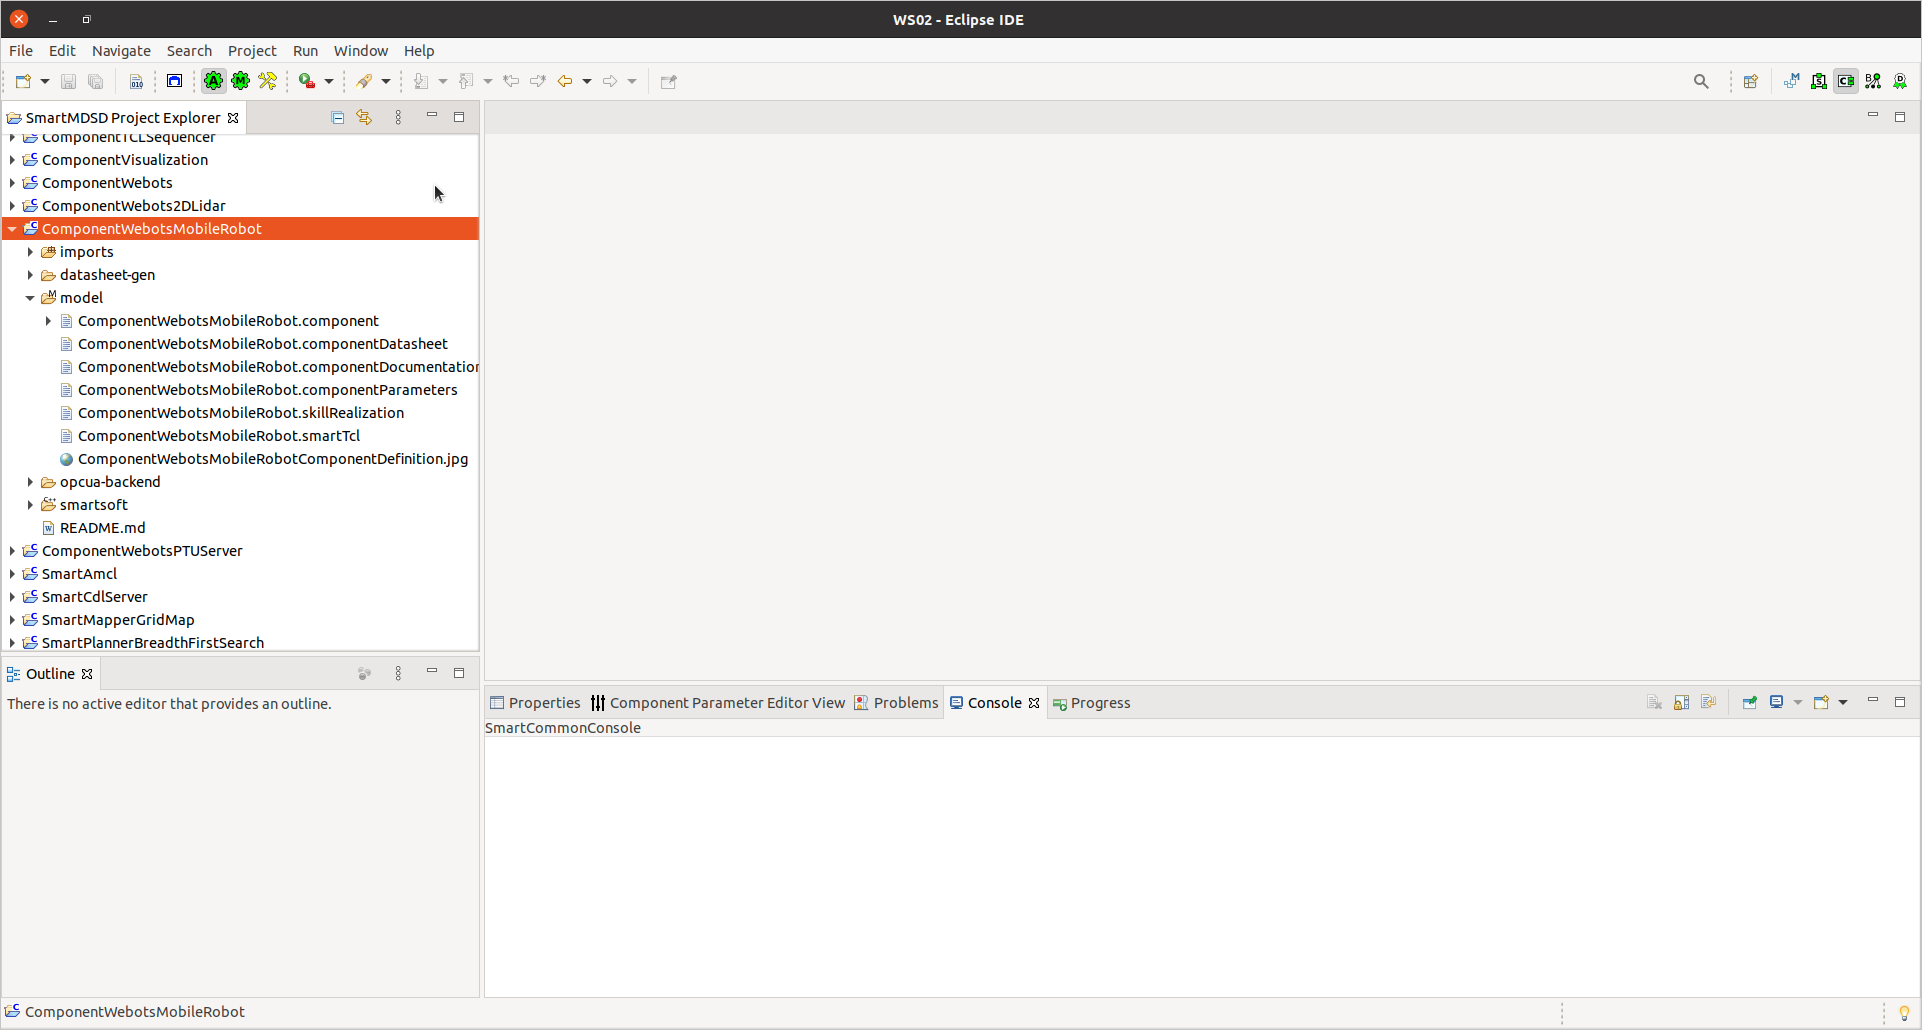 WS02 - Eclipse IDE
File Edit Navigate Search Project Run Window Help
SmartMDSD Project Explorer
ComponentTCLSequencer
ComponentVisualization
ComponentWebots
ComponentWebots2DLidar
ComponentWebotsMobileRobot
imports
datasheet-gen
model
ComponentWebotsMobileRobot.component
ComponentWebotsMobileRobot.componentDatasheet
ComponentWebotsMobileRobot.componentDocumentation
ComponentWebotsMobileRobot.componentParameters
ComponentWebotsMobileRobot.skillRealization
ComponentWebotsMobileRobot.smartTcl
ComponentWebotsMobileRobotComponentDefinition.jpg
opcua-backend
smartsoft
README.md
ComponentWebotsPTUServer
SmartAmcl
SmartCdlServer
SmartMapperGridMap
SmartPlannerBreadthFirstSearch
Outline
There is no active editor that provides an outline.
Properties Component Parameter Editor View Problems Console Progress
SmartCommonConsole
ComponentWebotsMobileRobot